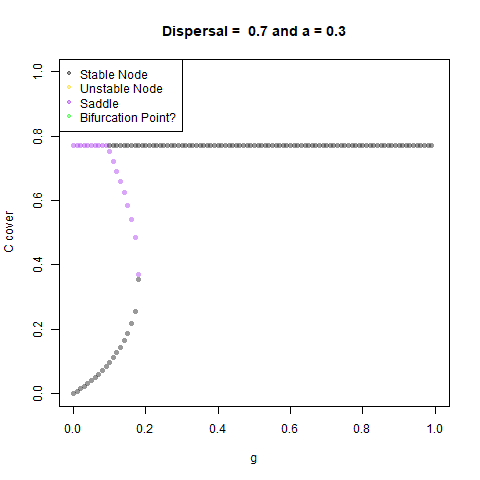 Dispersal =  0.7 and a = 0.3
Stable Node
Unstable Node
Saddle
Bifurcation Point?
C cover
1.0
0.8
0.6
0.4
0.2
0.0
0.0 0.2 0.4 0.6 0.8 1.0
g